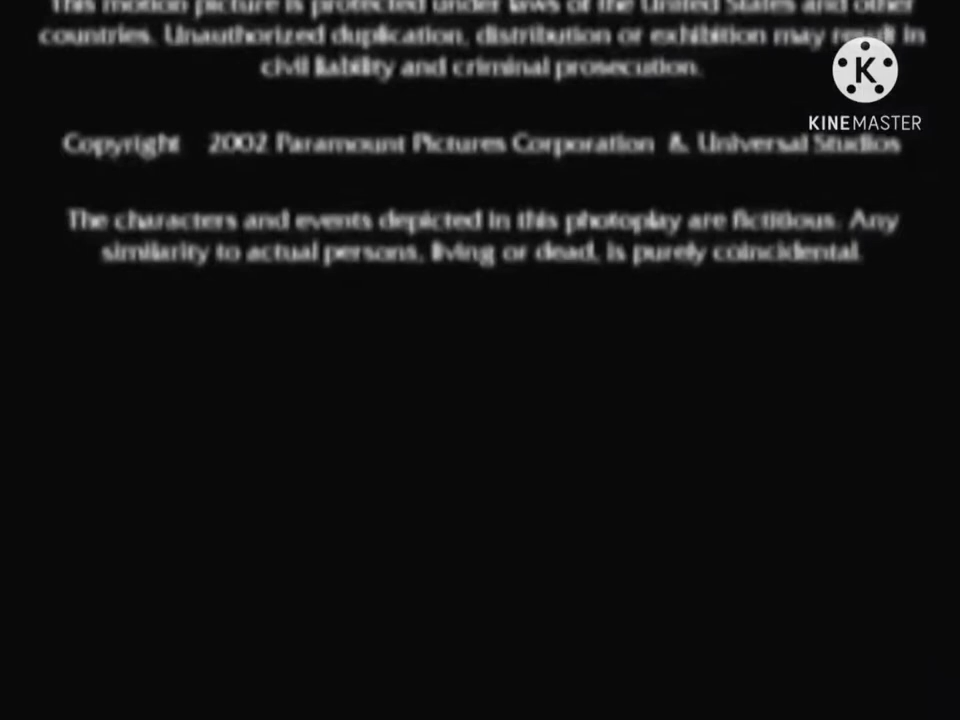 This motion picture is protected under laws of the United States and other
countries. Unauthorized duplication, distribution or exhibition may result in
civil liability and criminal prosecution.
K
KINEMASTER
Copyright 2002 Paramount Pictures Corporation & Universal Studios
The characters and events depicted in this photoplay are fictitious. Any
similarity to actual persons, living or dead, is purely coincidental.